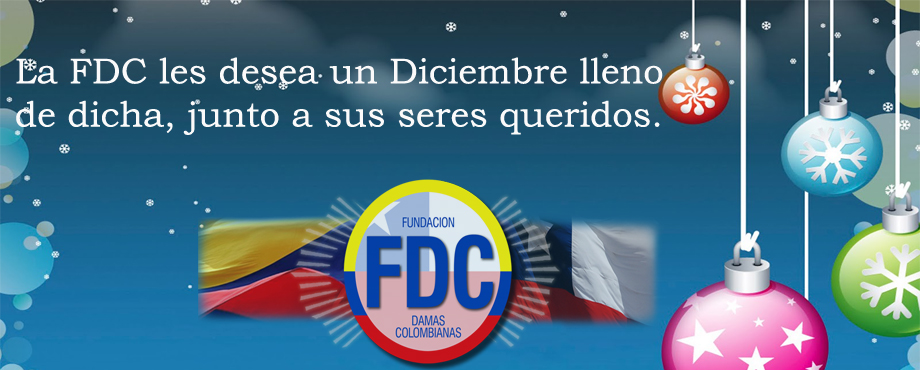 La FDC les desea un Diciembre lleno
de dicha, junto a sus seres queridos.
FUNDACION
FDC
DAMAS
COLOMBIANAS